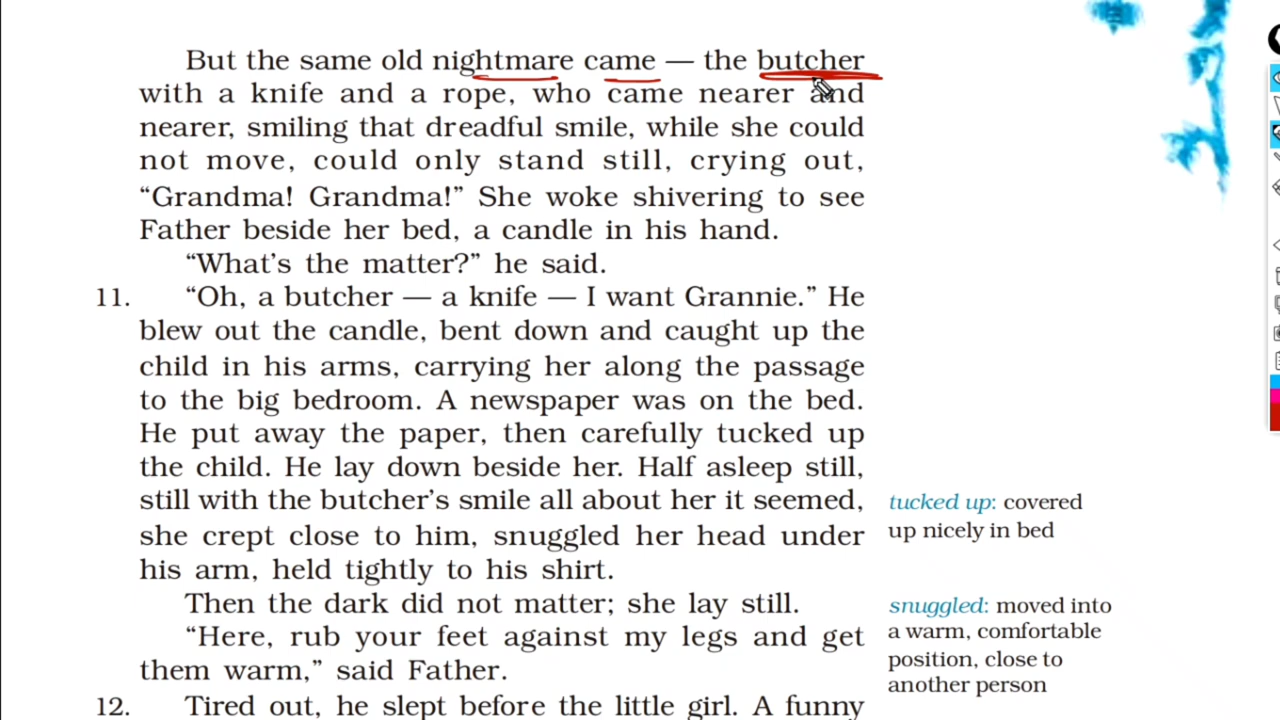 But the same old nightmare came — the butcher
with a knife and a rope, who came nearer and
nearer, smiling that dreadful smile, while she could
not move, could only stand still, crying out,
“Grandma! Grandma!” She woke shivering to see
Father beside her bed, a candle in his hand.
“What’s the matter?” he said.
11. “Oh, a butcher — a knife — I want Grannie.” He
blew out the candle, bent down and caught up the
child in his arms, carrying her along the passage
to the big bedroom. A newspaper was on the bed.
He put away the paper, then carefully tucked up
the child. He lay down beside her. Half asleep still,
still with the butcher’s smile all about her it seemed,
she crept close to him, snuggled her head under
his arm, held tightly to his shirt.
Then the dark did not matter; she lay still.
“Here, rub your feet against my legs and get
them warm,” said Father.
12. Tired out, he slept before the little girl. A funny
tucked up: covered
up nicely in bed
snuggled: moved into
a warm, comfortable
position, close to
another person